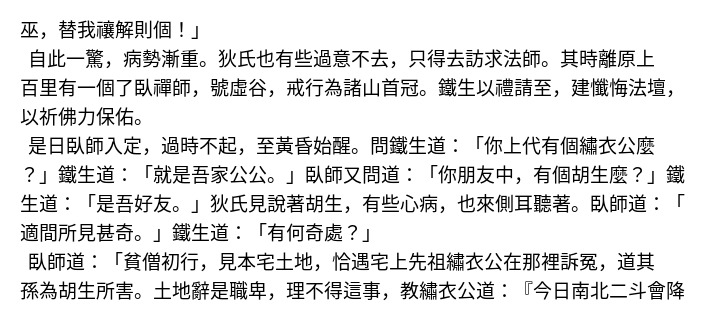 巫，替我禳解則個！」
自此一驚，病勢漸重。狄氏也有些過意不去，只得去訪求法師。其時離原上
百里有一個了臥禪師，號虛谷，戒行為諸山首冠。鐵生以禮請至，建懺悔法壇，
以祈佛力保佑。
是日臥師入定，過時不起，至黃昏始醒。問鐵生道：「你上代有個繡衣公麼
？」鐵生道：「就是吾家公公。」臥師又問道：「你朋友中，有個胡生麼？」鐵
生道：「是吾好友。」狄氏見說著胡生，有些心病，也來側耳聽著。臥師道：「
適間所見甚奇。」鐵生道：「有何奇處？」
臥師道：「貧僧初行，見本宅土地，恰遇宅上先祖繡衣公在那裡訴冤，道其
孫為胡生所害。土地辭是職卑，理不得這事，教繡衣公道：『今日南北二斗會降